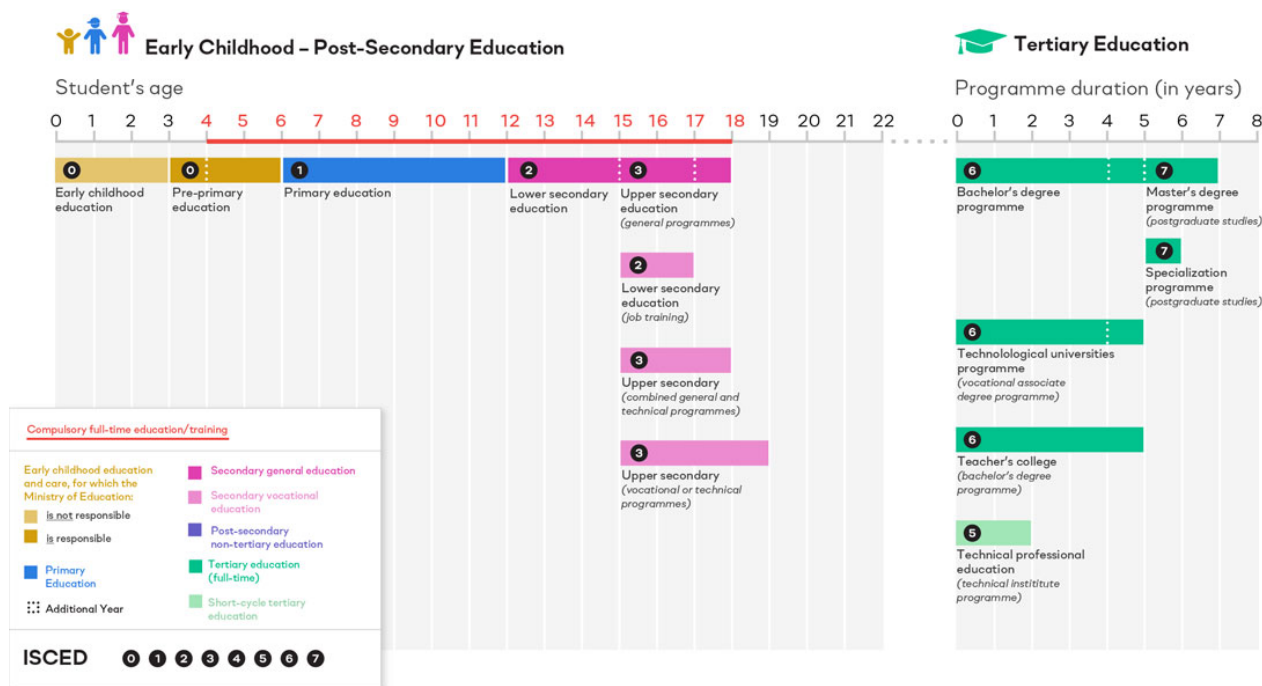 Early Childhood – Post-Secondary Education
Student's age
0 1 2 3 4 5 6 7 8 9 10 11 12 13 14 15 16 17 18 19 20 21 22
0
Early childhood
education
0
Pre-primary
education
1
Primary education
2
Lower secondary
education
3
Upper secondary
education
(general programmes)
2
Lower secondary
education
(job training)
3
Upper secondary
(combined general and
technical programmes)
3
Upper secondary
(vocational or technical
programmes)
Tertiary Education
Programme duration (in years)
0 1 2 3 4 5 6 7 8
6
Bachelor's degree
programme
7
Master's degree
programme
(postgraduate studies)
7
Specialization
programme
(postgraduate studies)
6
Technolological universities
programme
(vocational associate
degree programme)
6
Teacher's college
(bachelor's degree
programme)
5
Technical professional
education
(technical instititute
programme)
Compulsory full-time education/training
Early childhood education
and care, for which the
Ministry of Education:
is not responsible
is responsible
Primary
Education
Additional Year
Secondary general education
Secondary vocational
education
Post-secondary
non-tertiary education
Tertiary education
(full-time)
Short-cycle tertiary
education
ISCED 0 1 2 3 4 5 6 7